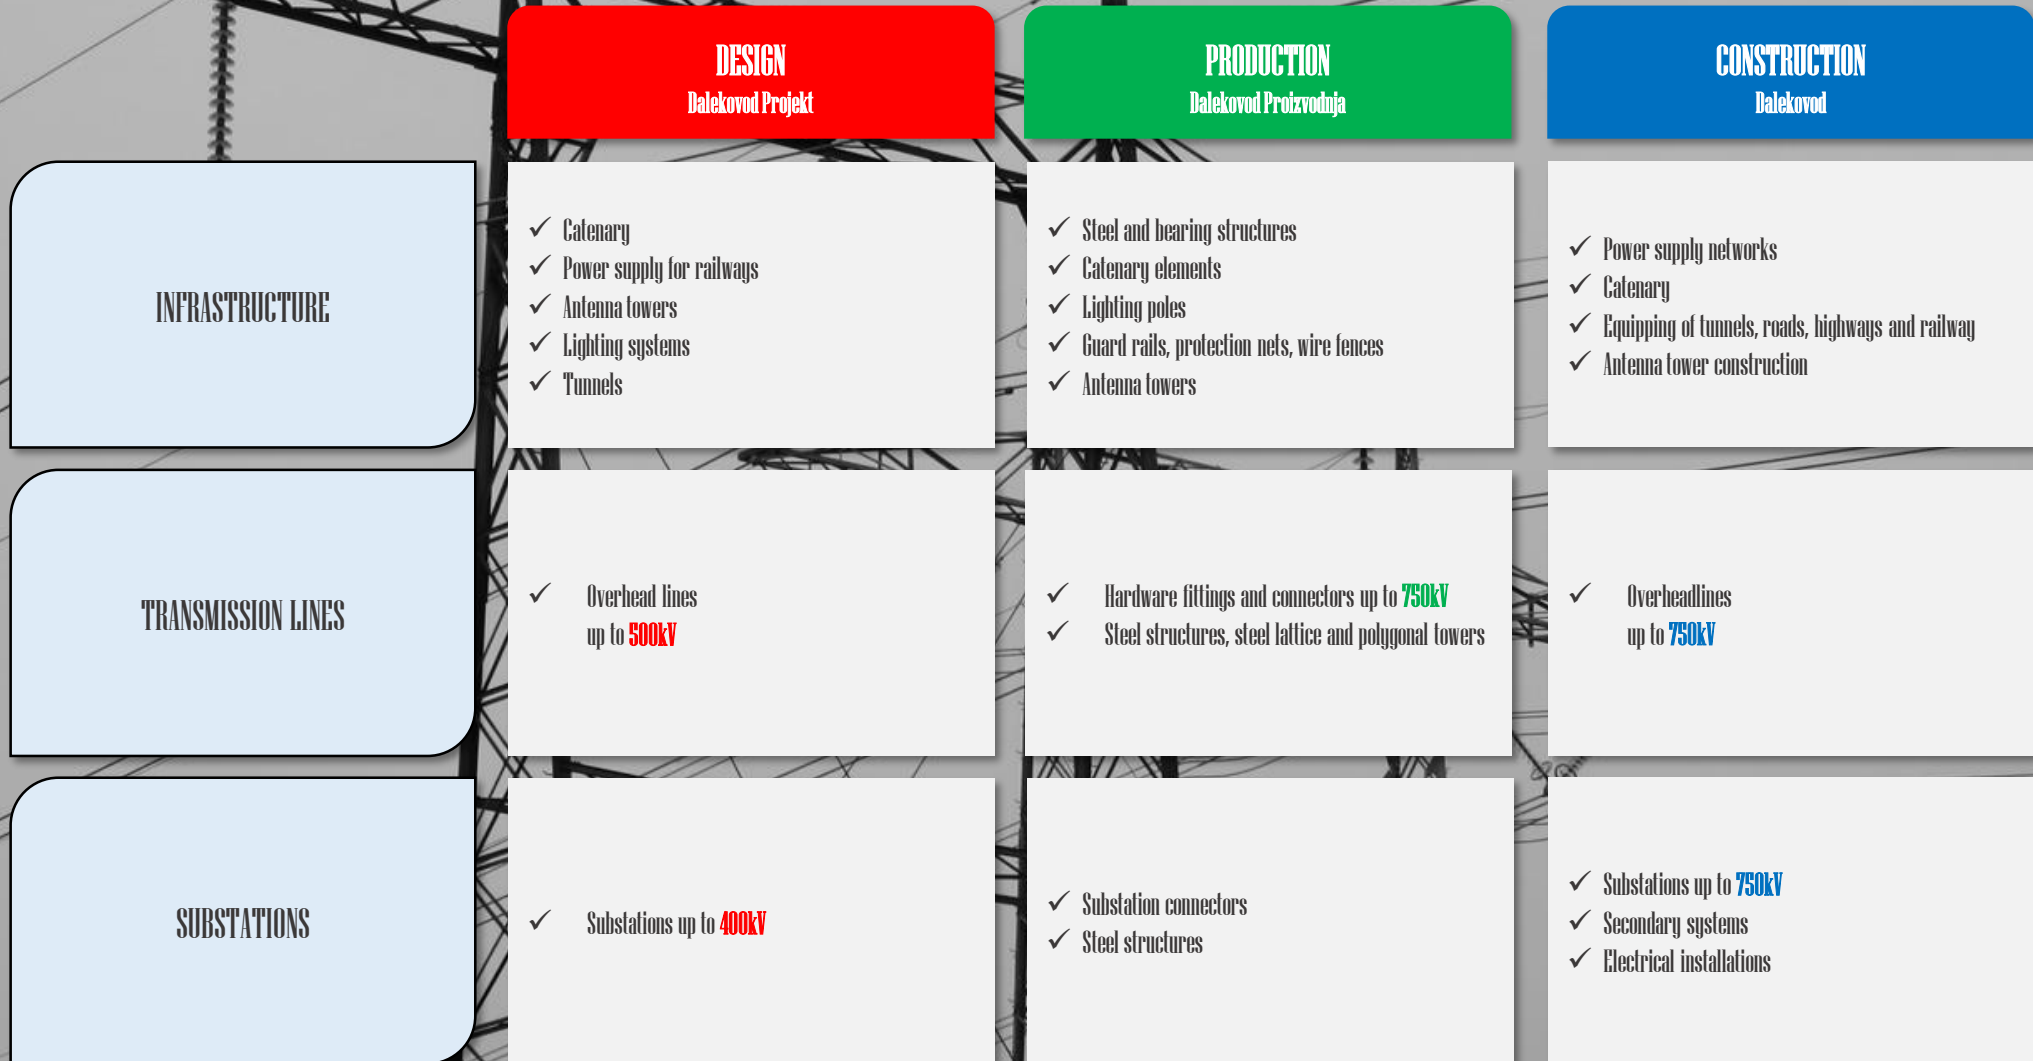 DESIGN
Dalekovod Projekt
PRODUCTION
Dalekovod Proizvodnja
CONSTRUCTION
Dalekovod
INFRASTRUCTURE
✓ Catenary
✓ Power supply for railways
✓ Antenna towers
✓ Lighting systems
✓ Tunnels
✓ Steel and bearing structures
✓ Catenary elements
✓ Lighting poles
✓ Guard rails, protection nets, wire fences
✓ Antenna towers
✓ Power supply networks
✓ Catenary
✓ Equipping of tunnels, roads, highways and railway
✓ Antenna tower construction
TRANSMISSION LINES
✓ Overhead lines
up to 500kV
✓ Hardware fittings and connectors up to 750kV
✓ Steel structures, steel lattice and polygonal towers
✓ Overheadlines
up to 750kV
SUBSTATIONS
✓ Substations up to 400kV
✓ Substation connectors
✓ Steel structures
✓ Substations up to 750kV
✓ Secondary systems
✓ Electrical installations